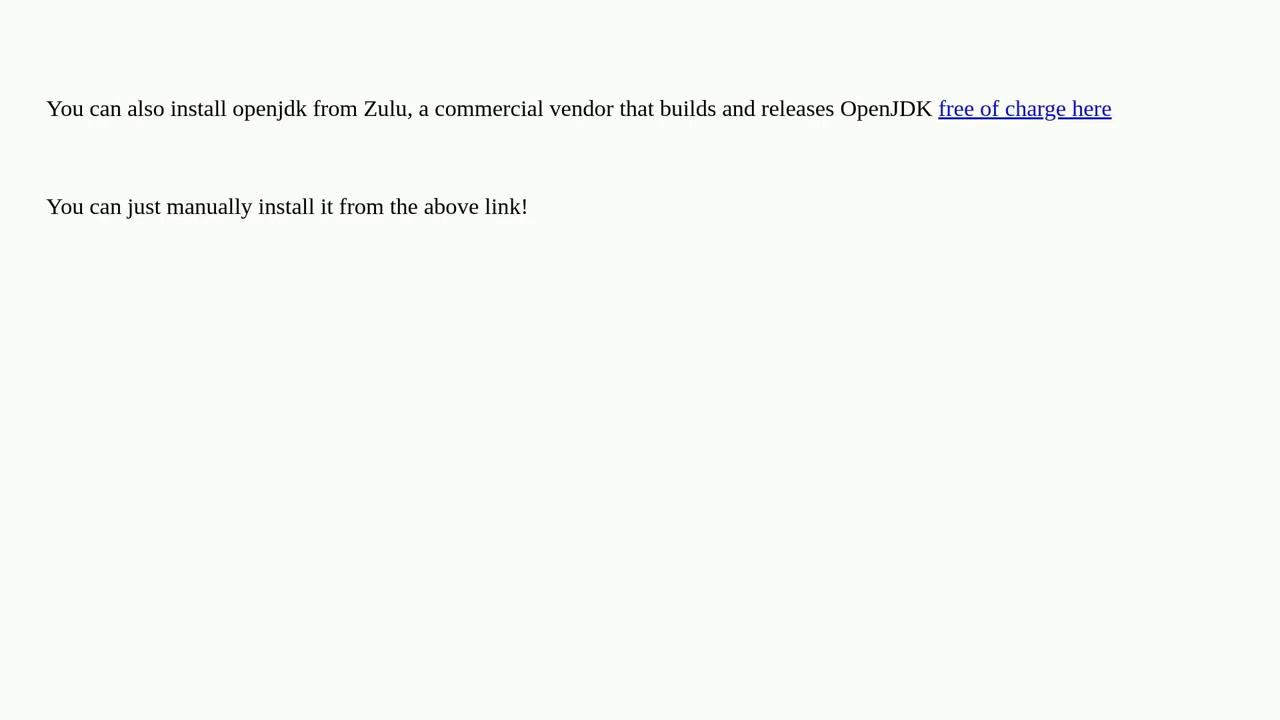 You can also install openjdk from Zulu, a commercial vendor that builds and releases OpenJDK free of charge here
You can just manually install it from the above link!